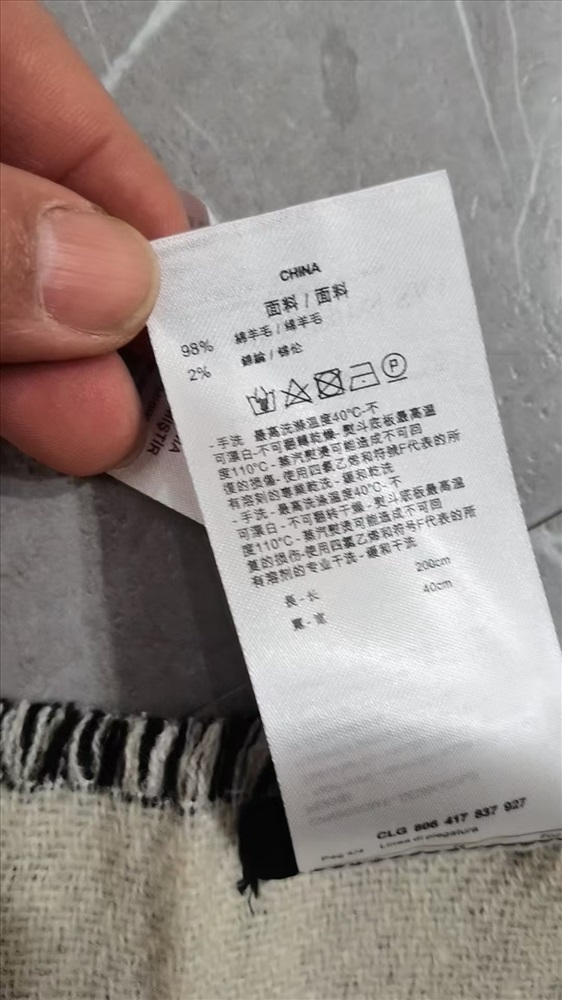 CHINA
面料 / 面料
98% 綿羊毛 / 绵羊毛
2%
P
- 手洗 最高洗滌溫度40°C-不
可漂白-不可翻轉乾燥- 熨斗底板最高溫
度110°C - 蒸汽熨燙可能造成不可回
復的損傷- 使用四氯乙烯和符號F代表的所
有溶劑的專業乾洗 - 緩和乾洗
- 手洗 - 最高洗涤温度40°C- 不
可漂白 - 不可翻转干燥 - 熨斗底板最高温
度110°C - 蒸汽熨烫可能造成不可回
复的损伤-使用四氯乙烯和符号F代表的所
有溶剂的专业干洗 - 缓和干洗
長 - 长 200cm
寬 - 宽 40cm
CLG 806 417 837 927
Linea di piegatura